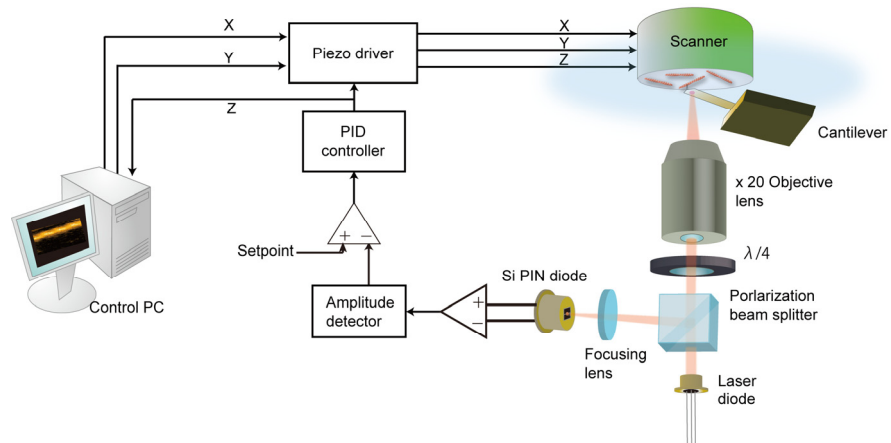 X
Y
Z
Piezo driver
X
Y
Z
Scanner
Cantilever
PID
controller
x 20 Objective
lens
λ/4
Control PC
Setpoint
+ −
Si PIN diode
Amplitude
detector
+
−
Porlarization
beam splitter
Focusing
lens
Laser
diode